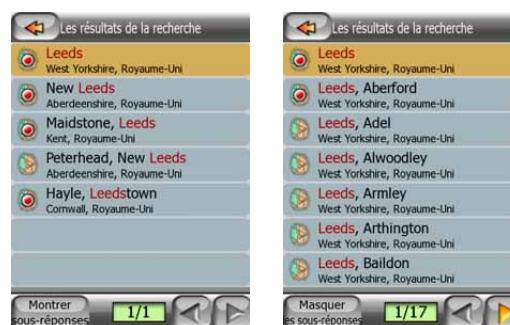 Les résultats de la recherche
Leeds
West Yorkshire, Royaume-Uni
New Leeds
Aberdeenshire, Royaume-Uni
Maidstone, Leeds
Kent, Royaume-Uni
Peterhead, New Leeds
Aberdeenshire, Royaume-Uni
Hayle, Leedstown
Cornwall, Royaume-Uni
Montrer
sous-réponses
1/1
Les résultats de la recherche
Leeds
West Yorkshire, Royaume-Uni
Leeds, Aberford
West Yorkshire, Royaume-Uni
Leeds, Adel
West Yorkshire, Royaume-Uni
Leeds, Alwoodley
West Yorkshire, Royaume-Uni
Leeds, Armley
West Yorkshire, Royaume-Uni
Leeds, Arthington
West Yorkshire, Royaume-Uni
Leeds, Baildon
West Yorkshire, Royaume-Uni
Masquer
es sous-réponses
1/17